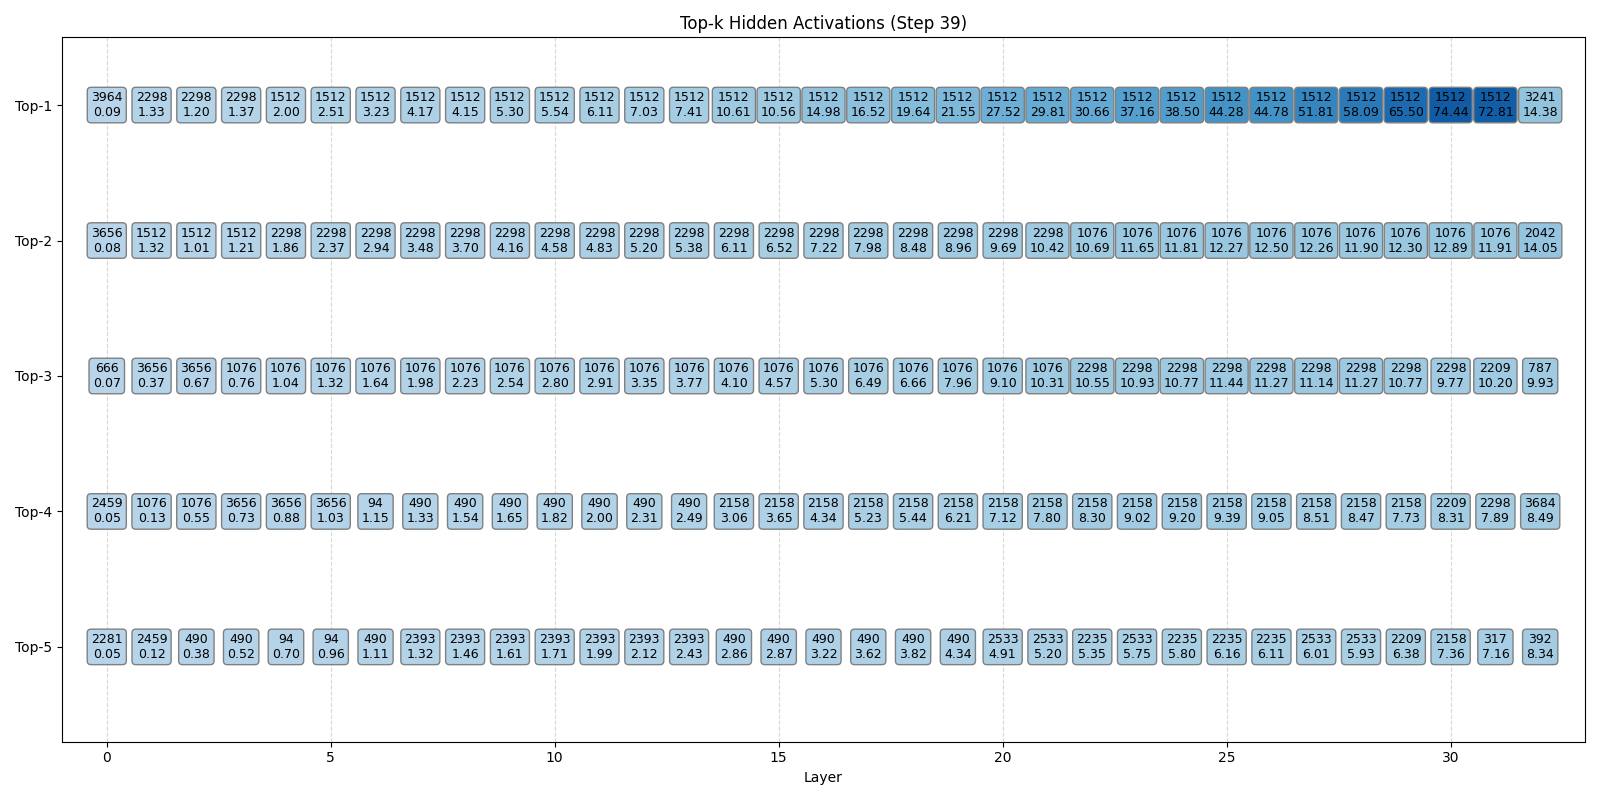 Top-k Hidden Activations (Step 39)
Top-1
3964 2298 2298 2298 1512 1512 1512 1512 1512 1512 1512 1512 1512 1512 1512 1512 1512 1512 1512 1512 1512 1512 1512 1512 1512 1512 1512 1512 1512 1512 1512 1512 3241
0.09 1.33 1.20 1.37 2.00 2.51 3.23 4.17 4.15 5.30 5.54 6.11 7.03 7.41 10.61 10.56 14.98 16.52 19.64 21.55 27.52 29.81 30.66 37.16 38.50 44.28 44.78 51.81 58.09 65.50 74.44 72.81 14.38
Top-2
3656 1512 1512 1512 2298 2298 2298 2298 2298 2298 2298 2298 2298 2298 2298 2298 2298 2298 2298 2298 2298 2298 1076 1076 1076 1076 1076 1076 1076 1076 1076 1076 2042
0.08 1.32 1.01 1.21 1.86 2.37 2.94 3.48 3.70 4.16 4.58 4.83 5.20 5.38 6.11 6.52 7.22 7.98 8.48 8.96 9.69 10.42 10.69 11.65 11.81 12.27 12.50 12.26 11.90 12.30 12.89 11.91 14.05
Top-3
666 3656 3656 1076 1076 1076 1076 1076 1076 1076 1076 1076 1076 1076 1076 1076 1076 1076 1076 1076 1076 1076 2298 2298 2298 2298 2298 2298 2298 2298 2298 2209 787
0.07 0.37 0.67 0.76 1.04 1.32 1.64 1.98 2.23 2.54 2.80 2.91 3.35 3.77 4.10 4.57 5.30 6.49 6.66 7.96 9.10 10.31 10.55 10.93 10.77 11.44 11.27 11.14 11.27 10.77 9.77 10.20 9.93
Top-4
2459 1076 1076 3656 3656 3656 94 490 490 490 490 490 490 490 2158 2158 2158 2158 2158 2158 2158 2158 2158 2158 2158 2158 2158 2158 2158 2158 2209 2298 3684
0.05 0.13 0.55 0.73 0.88 1.03 1.15 1.33 1.54 1.65 1.82 2.00 2.31 2.49 3.06 3.65 4.34 5.23 5.44 6.21 7.12 7.80 8.30 9.02 9.20 9.39 9.05 8.51 8.47 7.73 8.31 7.89 8.49
Top-5
2281 2459 490 490 94 94 490 2393 2393 2393 2393 2393 2393 2393 490 490 490 490 490 490 2533 2533 2235 2533 2235 2235 2235 2533 2533 2209 2158 317 392
0.05 0.12 0.38 0.52 0.70 0.96 1.11 1.32 1.46 1.61 1.71 1.99 2.12 2.43 2.86 2.87 3.22 3.62 3.82 4.34 4.91 5.20 5.35 5.75 5.80 6.16 6.11 6.01 5.93 6.38 7.36 7.16 8.34
0 5 10 15 20 25 30
Layer